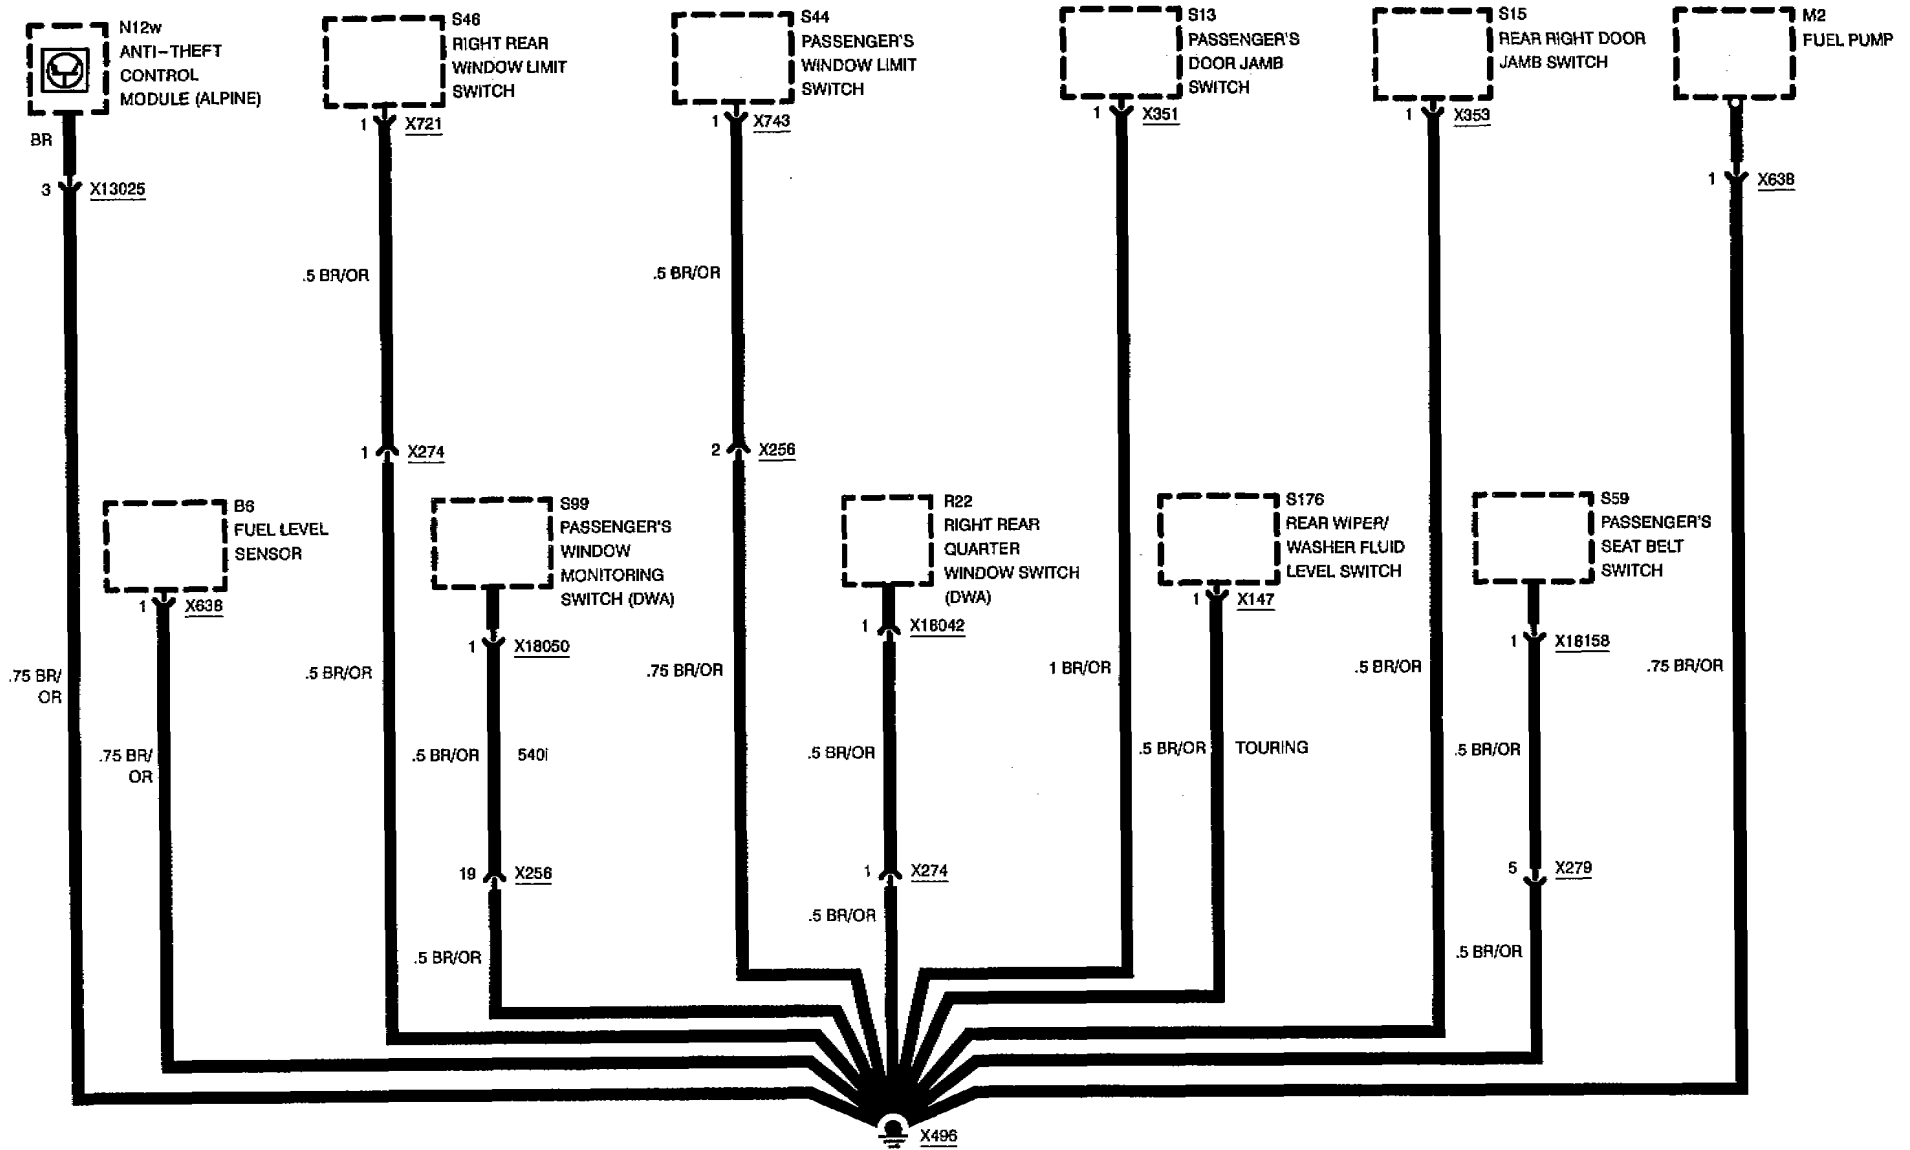 N12w
ANTI-THEFT
CONTROL
MODULE (ALPINE)
BR
3 X13025
S46
RIGHT REAR
WINDOW LIMIT
SWITCH
1 X721
S44
PASSENGER'S
WINDOW LIMIT
SWITCH
1 X743
S13
PASSENGER'S
DOOR JAMB
SWITCH
1 X351
S15
REAR RIGHT DOOR
JAMB SWITCH
1 X353
M2
FUEL PUMP
1 X638
.5 BR/OR
.5 BR/OR
1 X274
2 X256
B6
FUEL LEVEL
SENSOR
1 X638
S99
PASSENGER'S
WINDOW
MONITORING
SWITCH (DWA)
1 X18050
R22
RIGHT REAR
QUARTER
WINDOW SWITCH
(DWA)
1 X18042
S176
REAR WIPER/
WASHER FLUID
LEVEL SWITCH
1 X147
S59
PASSENGER'S
SEAT BELT
SWITCH
1 X18158
.75 BR/
OR
.5 BR/OR
.75 BR/OR
1 BR/OR
.5 BR/OR
.75 BR/OR
.75 BR/
OR
.5 BR/OR 540i
.5 BR/OR
.5 BR/OR TOURING
.5 BR/OR
19 X256
1 X274
5 X279
.5 BR/OR
.5 BR/OR
.5 BR/OR
X496